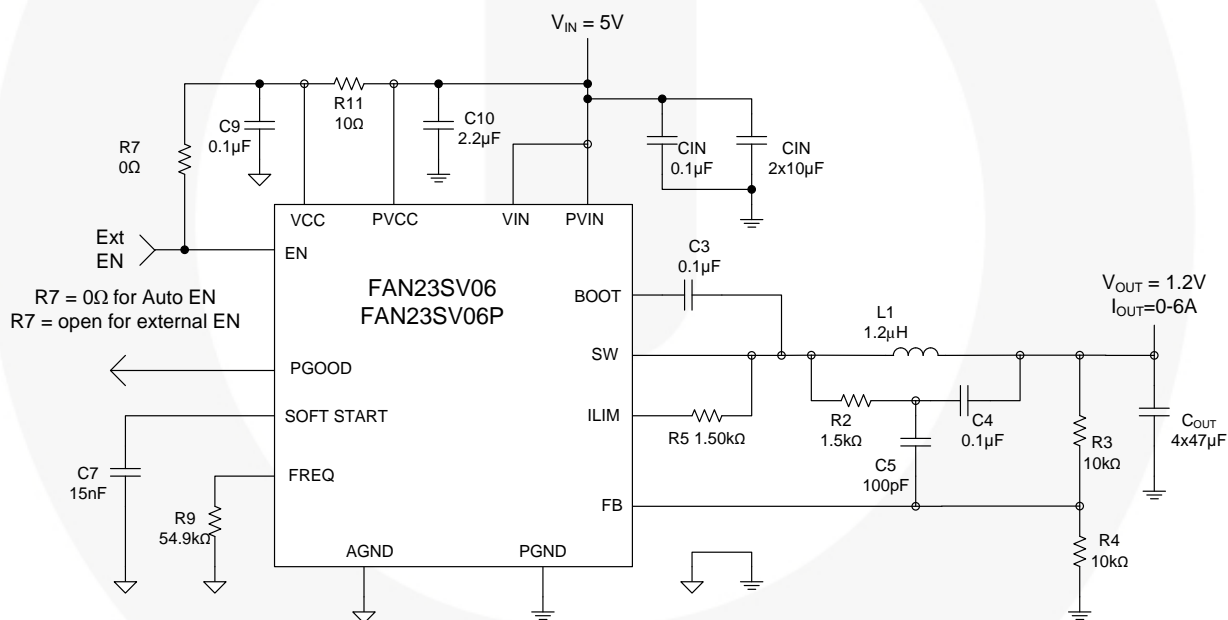 V_IN = 5V
R11
10Ω
C9
0.1µF
C10
2.2µF
CIN
0.1µF
CIN
2x10µF
R7
0Ω
VCC
PVCC
VIN
PVIN
Ext
EN
EN
R7 = 0Ω for Auto EN
R7 = open for external EN
FAN23SV06
FAN23SV06P
C3
0.1µF
BOOT
V_OUT = 1.2V
I_OUT=0-6A
L1
1.2µH
SW
PGOOD
SOFT START
ILIM
R5 1.50kΩ
R2
1.5kΩ
C4
0.1µF
C5
100pF
R3
10kΩ
C_OUT
4x47µF
C7
15nF
FREQ
R9
54.9kΩ
FB
R4
10kΩ
AGND
PGND